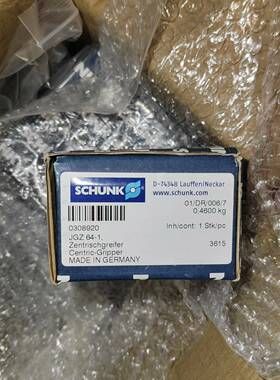 SCHUNK
D-74348 Lauffen/Neckar
www.schunk.com
01/DR/006/7
0.4600 kg
0308920
Inh/cont: 1 Stk/pc
JGZ 64-1,
Zentrischgreifer
3615
Centric-Gripper
MADE IN GERMANY